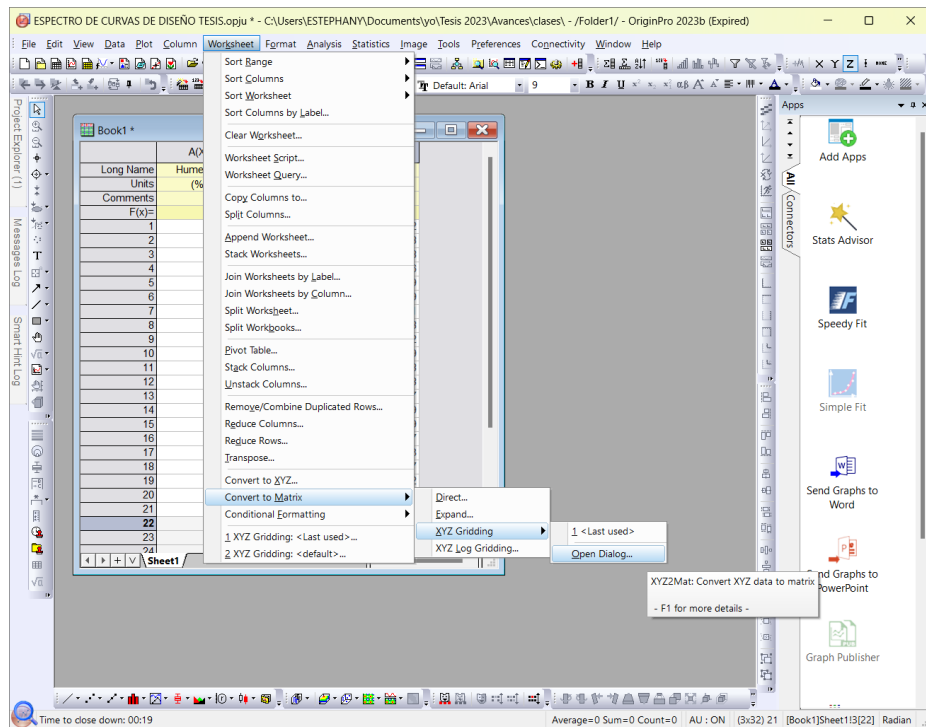 ESPECTRO DE CURVAS DE DISEÑO TESIS.opju * - C:\Users\ESTEPHANY\Documents\yo\Tesis 2023\Avances\clases\ - /Folder1/ - OriginPro 2023b (Expired)
File Edit View Data Plot Column Worksheet Format Analysis Statistics Image Tools Preferences Connectivity Window Help
Default: Arial 9 B I U
X Y Z
Project Explorer (1)
Messages Log
Smart Hint Log
Book1 *
A(X
Long Name Hume
Units (%
Comments
F(x)=
1
2
3
4
5
6
7
8
9
10
11
12
13
14
15
16
17
18
19
20
21
22
23
24
Sheet1
Sort Range
Sort Columns
Sort Worksheet
Sort Columns by Label...
Clear Worksheet...
Worksheet Script...
Worksheet Query...
Copy Columns to...
Split Columns...
Append Worksheet...
Stack Worksheets...
Join Worksheets by Label...
Join Worksheets by Column...
Split Worksheet...
Split Workbooks...
Pivot Table...
Stack Columns...
Unstack Columns...
Remove/Combine Duplicated Rows...
Reduce Columns...
Reduce Rows...
Transpose...
Convert to XYZ...
Convert to Matrix
Conditional Formatting
1 XYZ Gridding: <Last used>...
2 XYZ Gridding: <default>...
Direct...
Expand...
XYZ Gridding
XYZ Log Gridding...
1 <Last used>
Open Dialog...
XYZ2Mat: Convert XYZ data to matrix
- F1 for more details -
Apps
All
Connectors
Add Apps
Stats Advisor
Speedy Fit
Simple Fit
Send Graphs to
Word
nd Graphs to
PowerPoint
Graph Publisher
Time to close down: 00:19 Average=0 Sum=0 Count=0 AU : ON (3x32) 21 [Book1]Sheet1!3[22] Radian